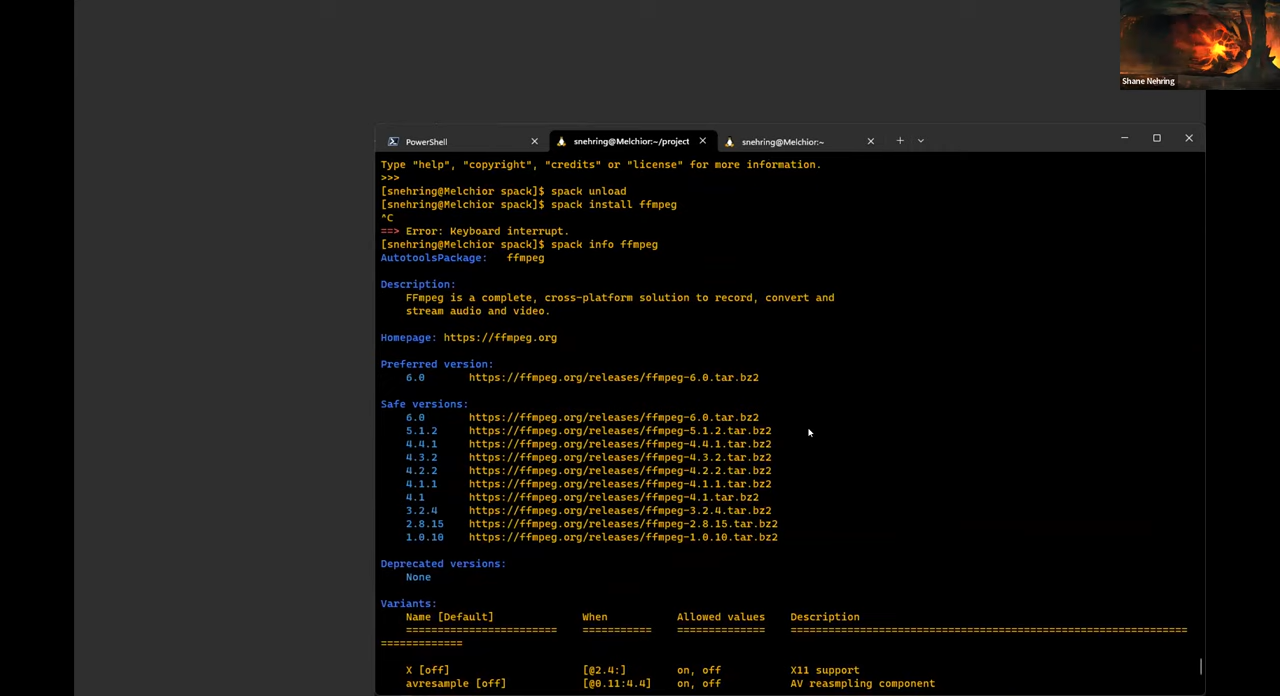 Shane Nehring
PowerShell
snehring@Melchior:~/project
snehring@Melchior:~
Type "help", "copyright", "credits" or "license" for more information.
>>>
[snehring@Melchior spack]$ spack unload
[snehring@Melchior spack]$ spack install ffmpeg
^C
==> Error: Keyboard interrupt.
[snehring@Melchior spack]$ spack info ffmpeg
AutotoolsPackage:   ffmpeg
Description:
FFmpeg is a complete, cross-platform solution to record, convert and
stream audio and video.
Homepage: https://ffmpeg.org
Preferred version:
6.0       https://ffmpeg.org/releases/ffmpeg-6.0.tar.bz2
Safe versions:
6.0       https://ffmpeg.org/releases/ffmpeg-6.0.tar.bz2
5.1.2     https://ffmpeg.org/releases/ffmpeg-5.1.2.tar.bz2
4.4.1     https://ffmpeg.org/releases/ffmpeg-4.4.1.tar.bz2
4.3.2     https://ffmpeg.org/releases/ffmpeg-4.3.2.tar.bz2
4.2.2     https://ffmpeg.org/releases/ffmpeg-4.2.2.tar.bz2
4.1.1     https://ffmpeg.org/releases/ffmpeg-4.1.1.tar.bz2
4.1       https://ffmpeg.org/releases/ffmpeg-4.1.tar.bz2
3.2.4     https://ffmpeg.org/releases/ffmpeg-3.2.4.tar.bz2
2.8.15    https://ffmpeg.org/releases/ffmpeg-2.8.15.tar.bz2
1.0.10    https://ffmpeg.org/releases/ffmpeg-1.0.10.tar.bz2
Deprecated versions:
None
Variants:
Name [Default]              When           Allowed values    Description
========================    ===========    ==============    ===============================================================
=============
X [off]                     [@2.4:]        on, off           X11 support
avresample [off]            [@0.11:4.4]    on, off           AV reasmpling component